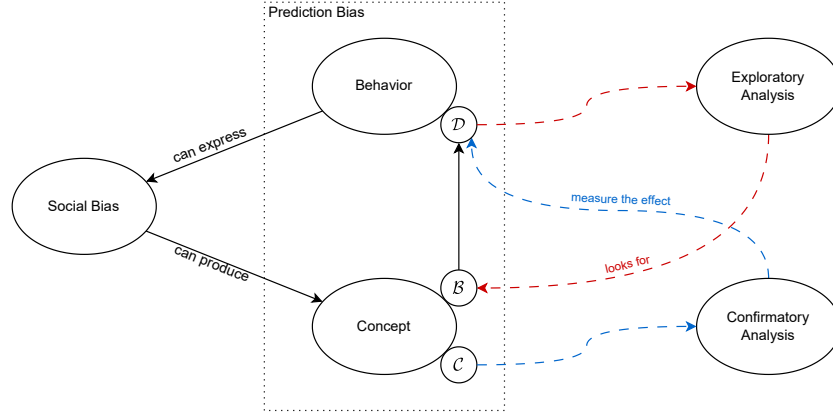 Prediction Bias
Behavior
Exploratory
Analysis
𝒟
can express
measure the effect
Social Bias
can produce
looks for
ℬ
Concept
Confirmatory
Analysis
𝒞